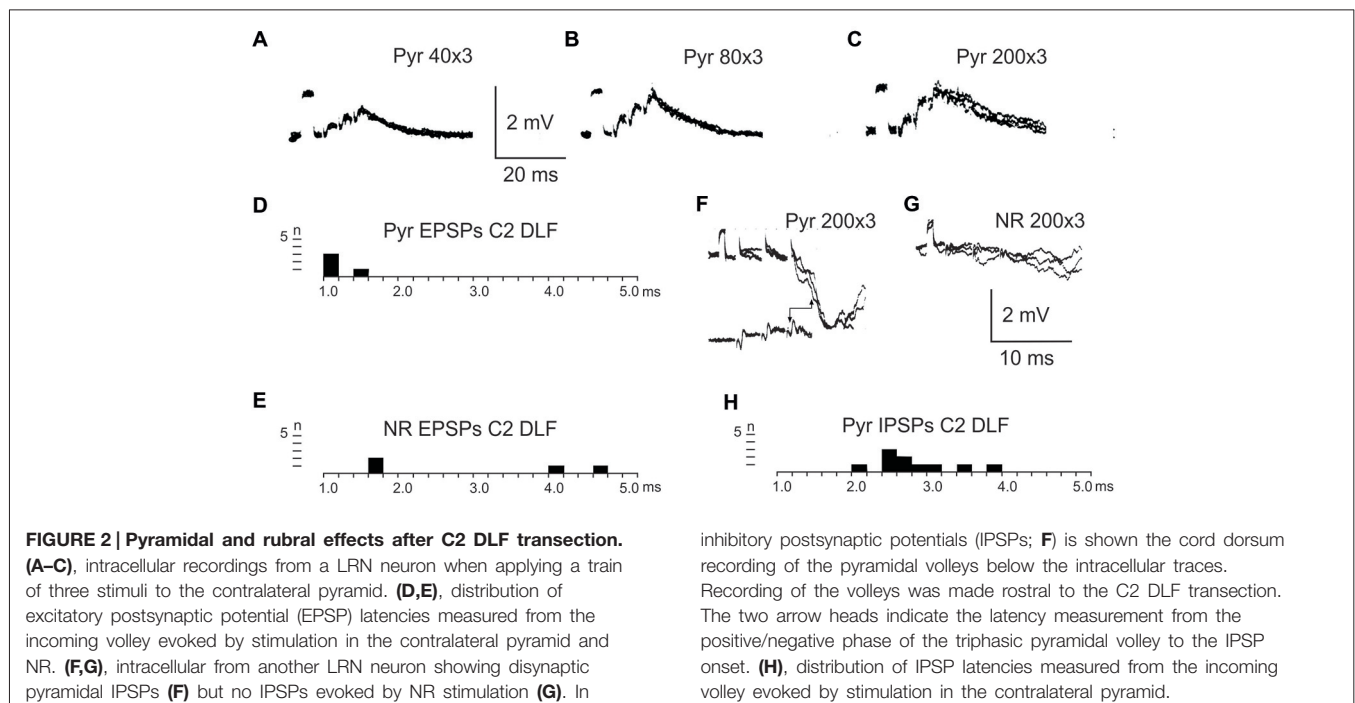 A
Pyr 40x3
B
Pyr 80x3
C
Pyr 200x3
2 mV
20 ms
D
5
n
Pyr EPSPs C2 DLF
1.0 2.0 3.0 4.0 5.0 ms
F
Pyr 200x3
G
NR 200x3
2 mV
10 ms
E
5
n
NR EPSPs C2 DLF
1.0 2.0 3.0 4.0 5.0 ms
H
5
n
Pyr IPSPs C2 DLF
1.0 2.0 3.0 4.0 5.0 ms
FIGURE 2 | Pyramidal and rubral effects after C2 DLF transection.
(A–C), intracellular recordings from a LRN neuron when applying a train
of three stimuli to the contralateral pyramid. (D,E), distribution of
excitatory postsynaptic potential (EPSP) latencies measured from the
incoming volley evoked by stimulation in the contralateral pyramid and
NR. (F,G), intracellular from another LRN neuron showing disynaptic
pyramidal IPSPs (F) but no IPSPs evoked by NR stimulation (G). In
inhibitory postsynaptic potentials (IPSPs; F) is shown the cord dorsum
recording of the pyramidal volleys below the intracellular traces.
Recording of the volleys was made rostral to the C2 DLF transection.
The two arrow heads indicate the latency measurement from the
positive/negative phase of the triphasic pyramidal volley to the IPSP
onset. (H), distribution of IPSP latencies measured from the incoming
volley evoked by stimulation in the contralateral pyramid.